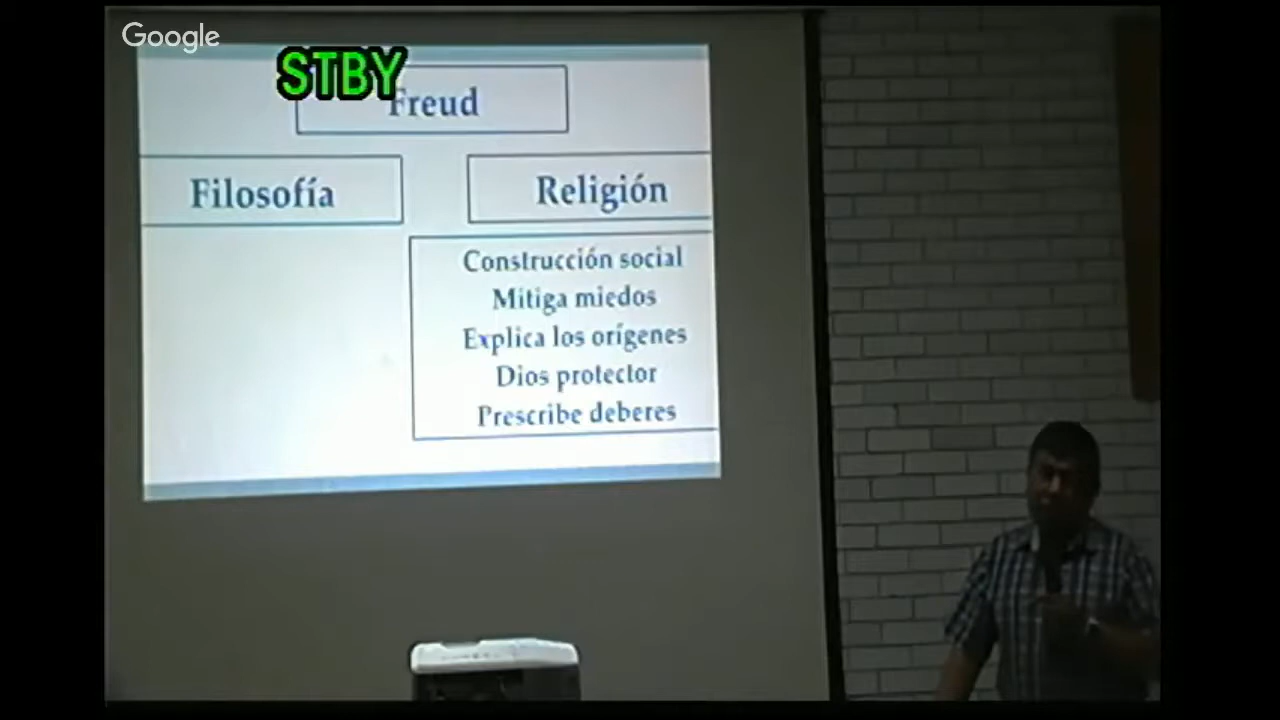 Google
STBY
Freud
Filosofía
Religión
Construcción social
Mitiga miedos
Explica los orígenes
Dios protector
Prescribe deberes